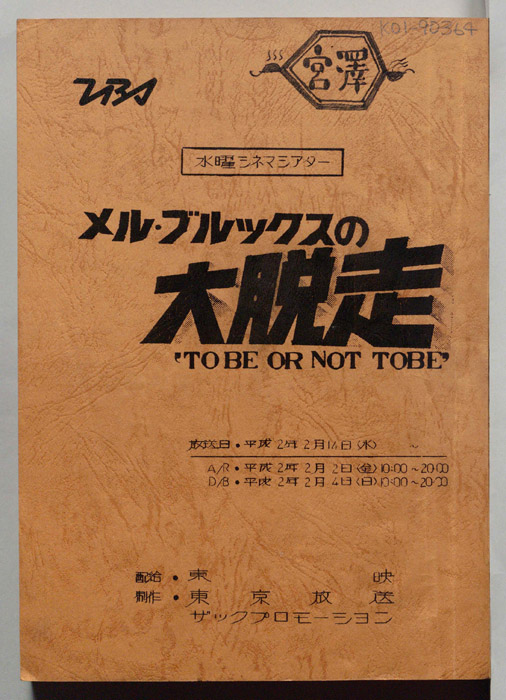 K01-92364
宮澤
TBS
水曜シネマシアター
メル・ブルックスの
大脱走
'TO BE OR NOT TOBE'
放送日・平成2年2月14日(水) ~
A/R・平成2年2月2日(金)10:00~20:00
D/B・平成2年2月4日(日)10:00~20:00
配給・東映
制作・東京放送
ザックプロモーション